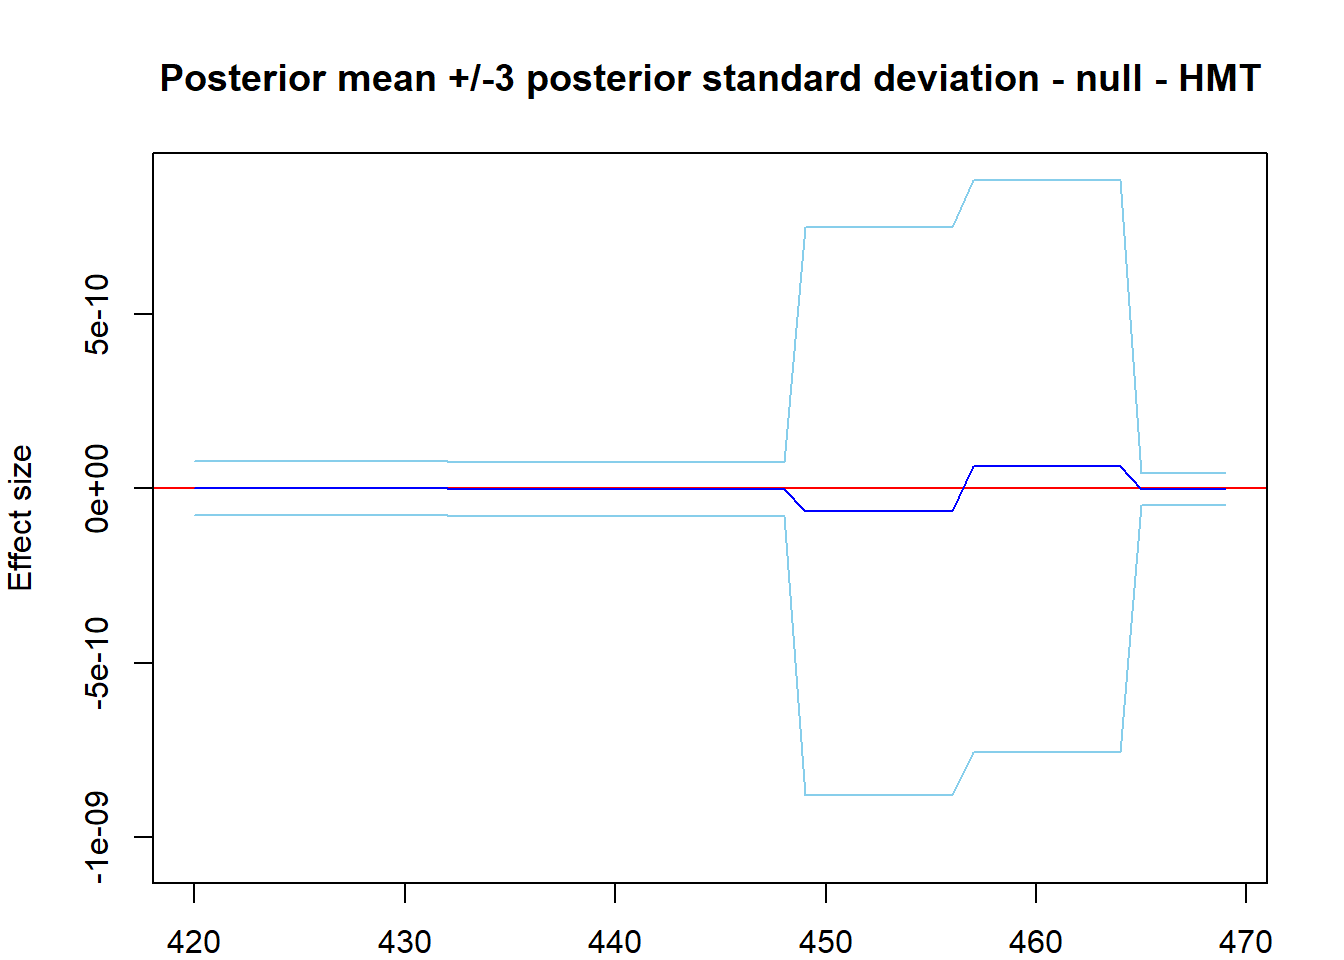 Posterior mean +/-3 posterior standard deviation - null - HMT
Effect size
5e-10
0e+00
-5e-10
-1e-09
420 430 440 450 460 470